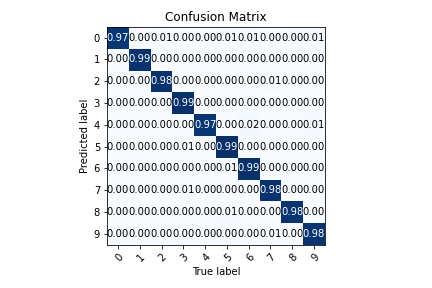 Confusion Matrix
0 0.97 0.00 0.01 0.00 0.00 0.01 0.01 0.00 0.00 0.01
1 0.00 0.99 0.00 0.00 0.00 0.00 0.00 0.00 0.00 0.00
2 0.00 0.00 0.98 0.00 0.00 0.00 0.00 0.01 0.00 0.00
3 0.00 0.00 0.00 0.99 0.00 0.00 0.00 0.00 0.00 0.00
4 0.00 0.00 0.00 0.00 0.97 0.00 0.02 0.00 0.00 0.01
5 0.00 0.00 0.00 0.01 0.00 0.99 0.00 0.00 0.00 0.00
6 0.00 0.00 0.00 0.00 0.00 0.01 0.99 0.00 0.00 0.00
7 0.00 0.00 0.00 0.01 0.00 0.00 0.00 0.98 0.00 0.00
8 0.00 0.00 0.00 0.00 0.00 0.01 0.00 0.00 0.98 0.00
9 0.00 0.00 0.00 0.00 0.00 0.00 0.00 0.01 0.00 0.98
Predicted label
0 1 2 3 4 5 6 7 8 9
True label